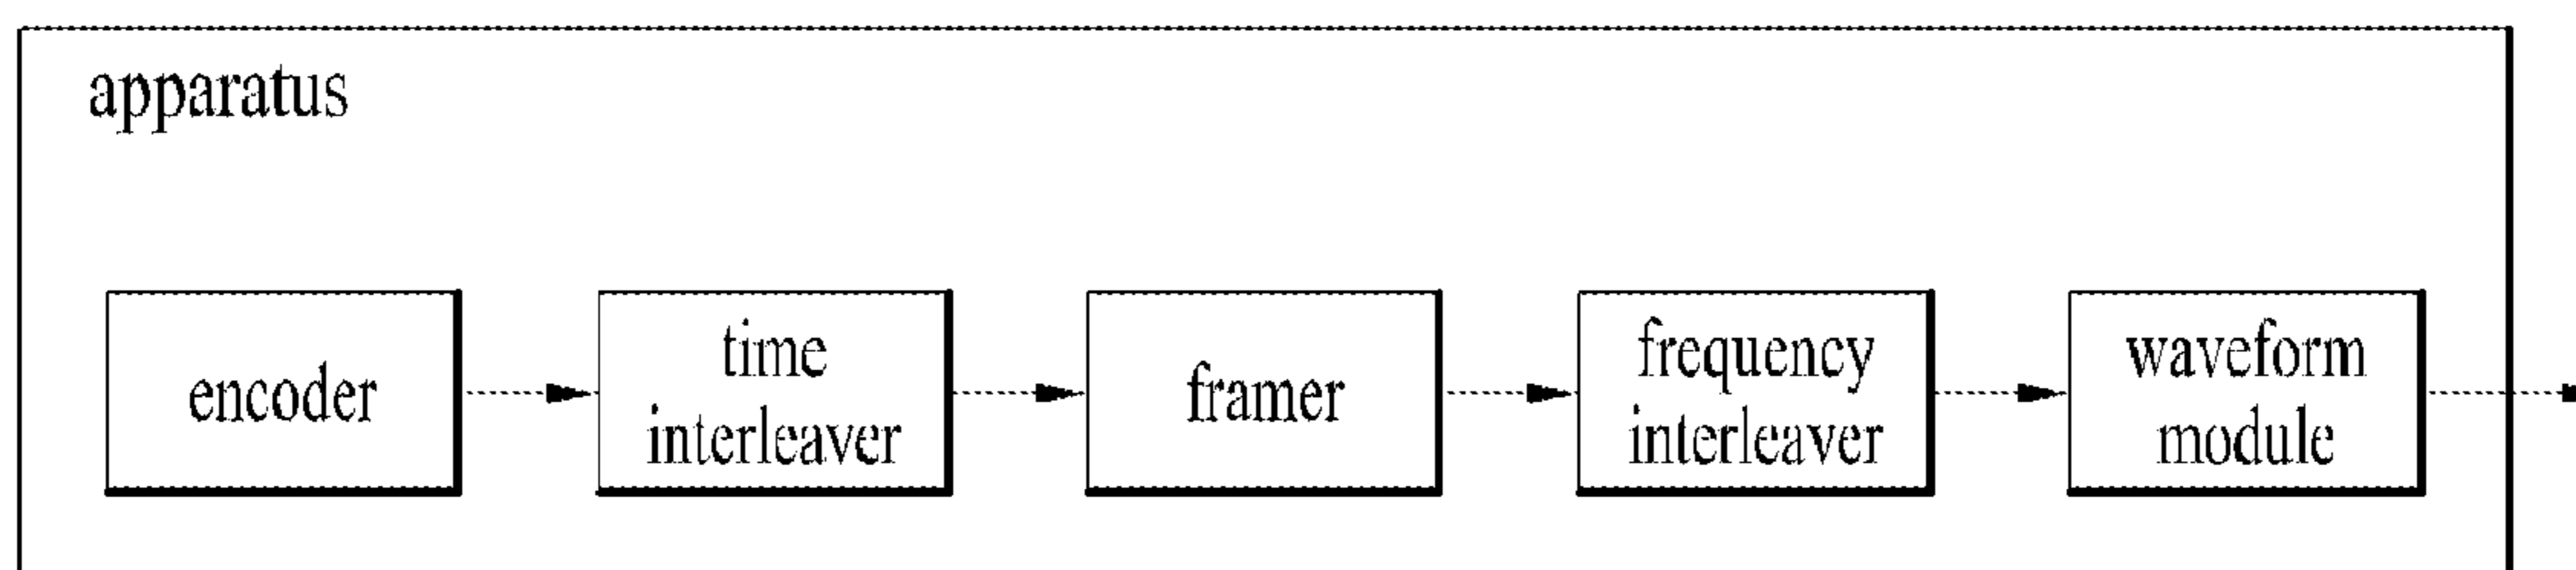 apparatus
encoder
time
interleaver
framer
frequency
interleaver
waveform
module